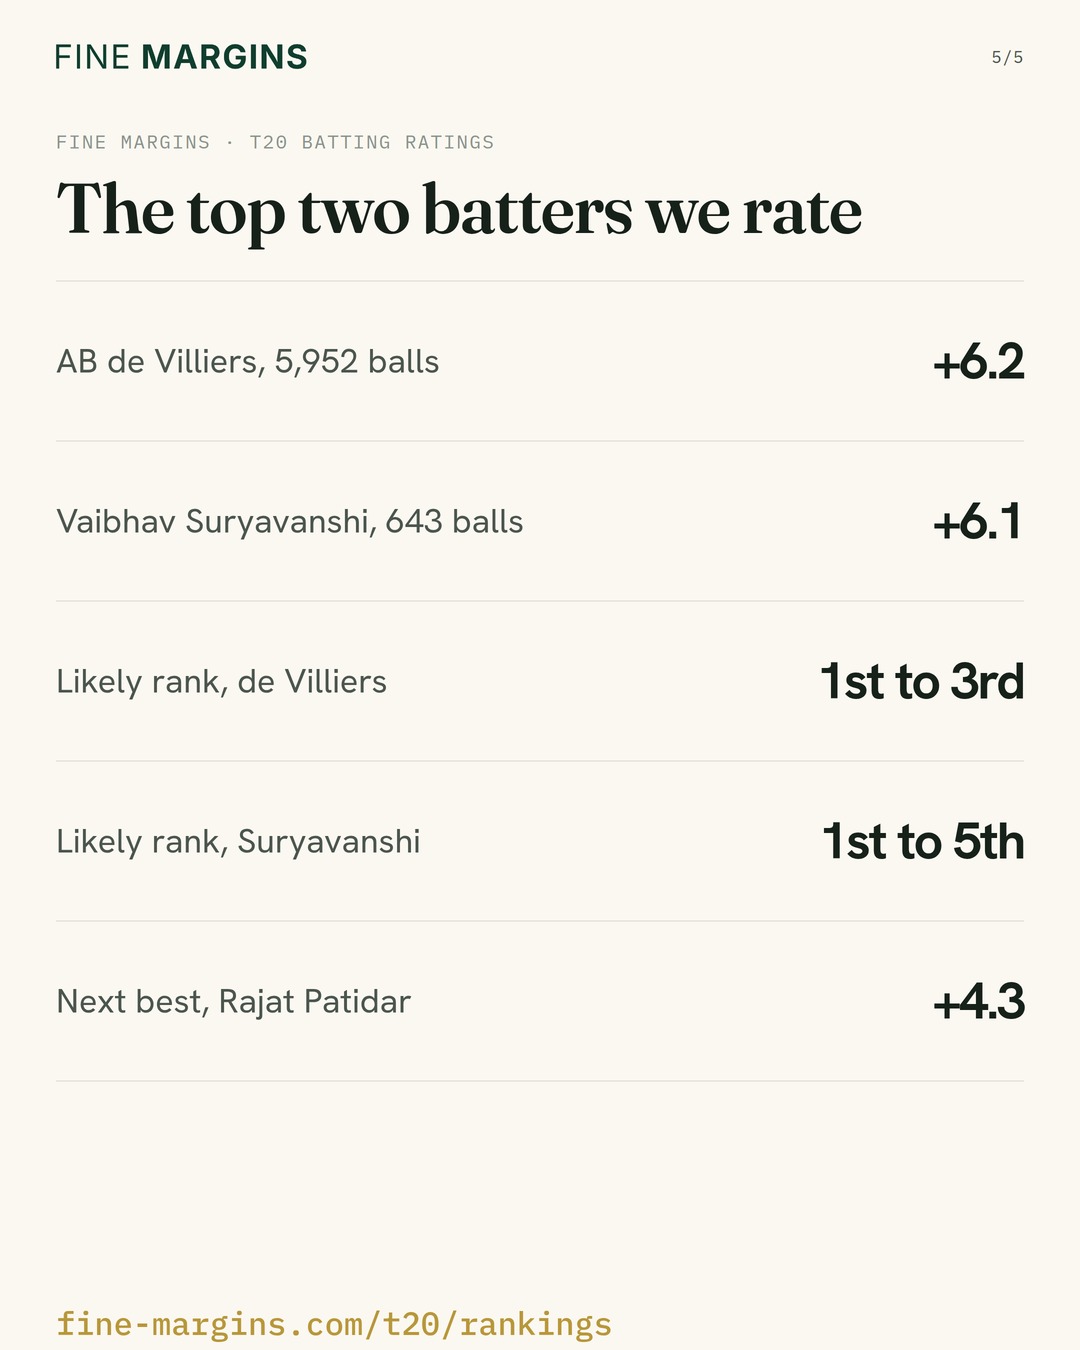 FINE MARGINS
5/5
FINE MARGINS · T20 BATTING RATINGS
The top two batters we rate
AB de Villiers, 5,952 balls
+6.2
Vaibhav Suryavanshi, 643 balls
+6.1
Likely rank, de Villiers
1st to 3rd
Likely rank, Suryavanshi
1st to 5th
Next best, Rajat Patidar
+4.3
fine-margins.com/t20/rankings